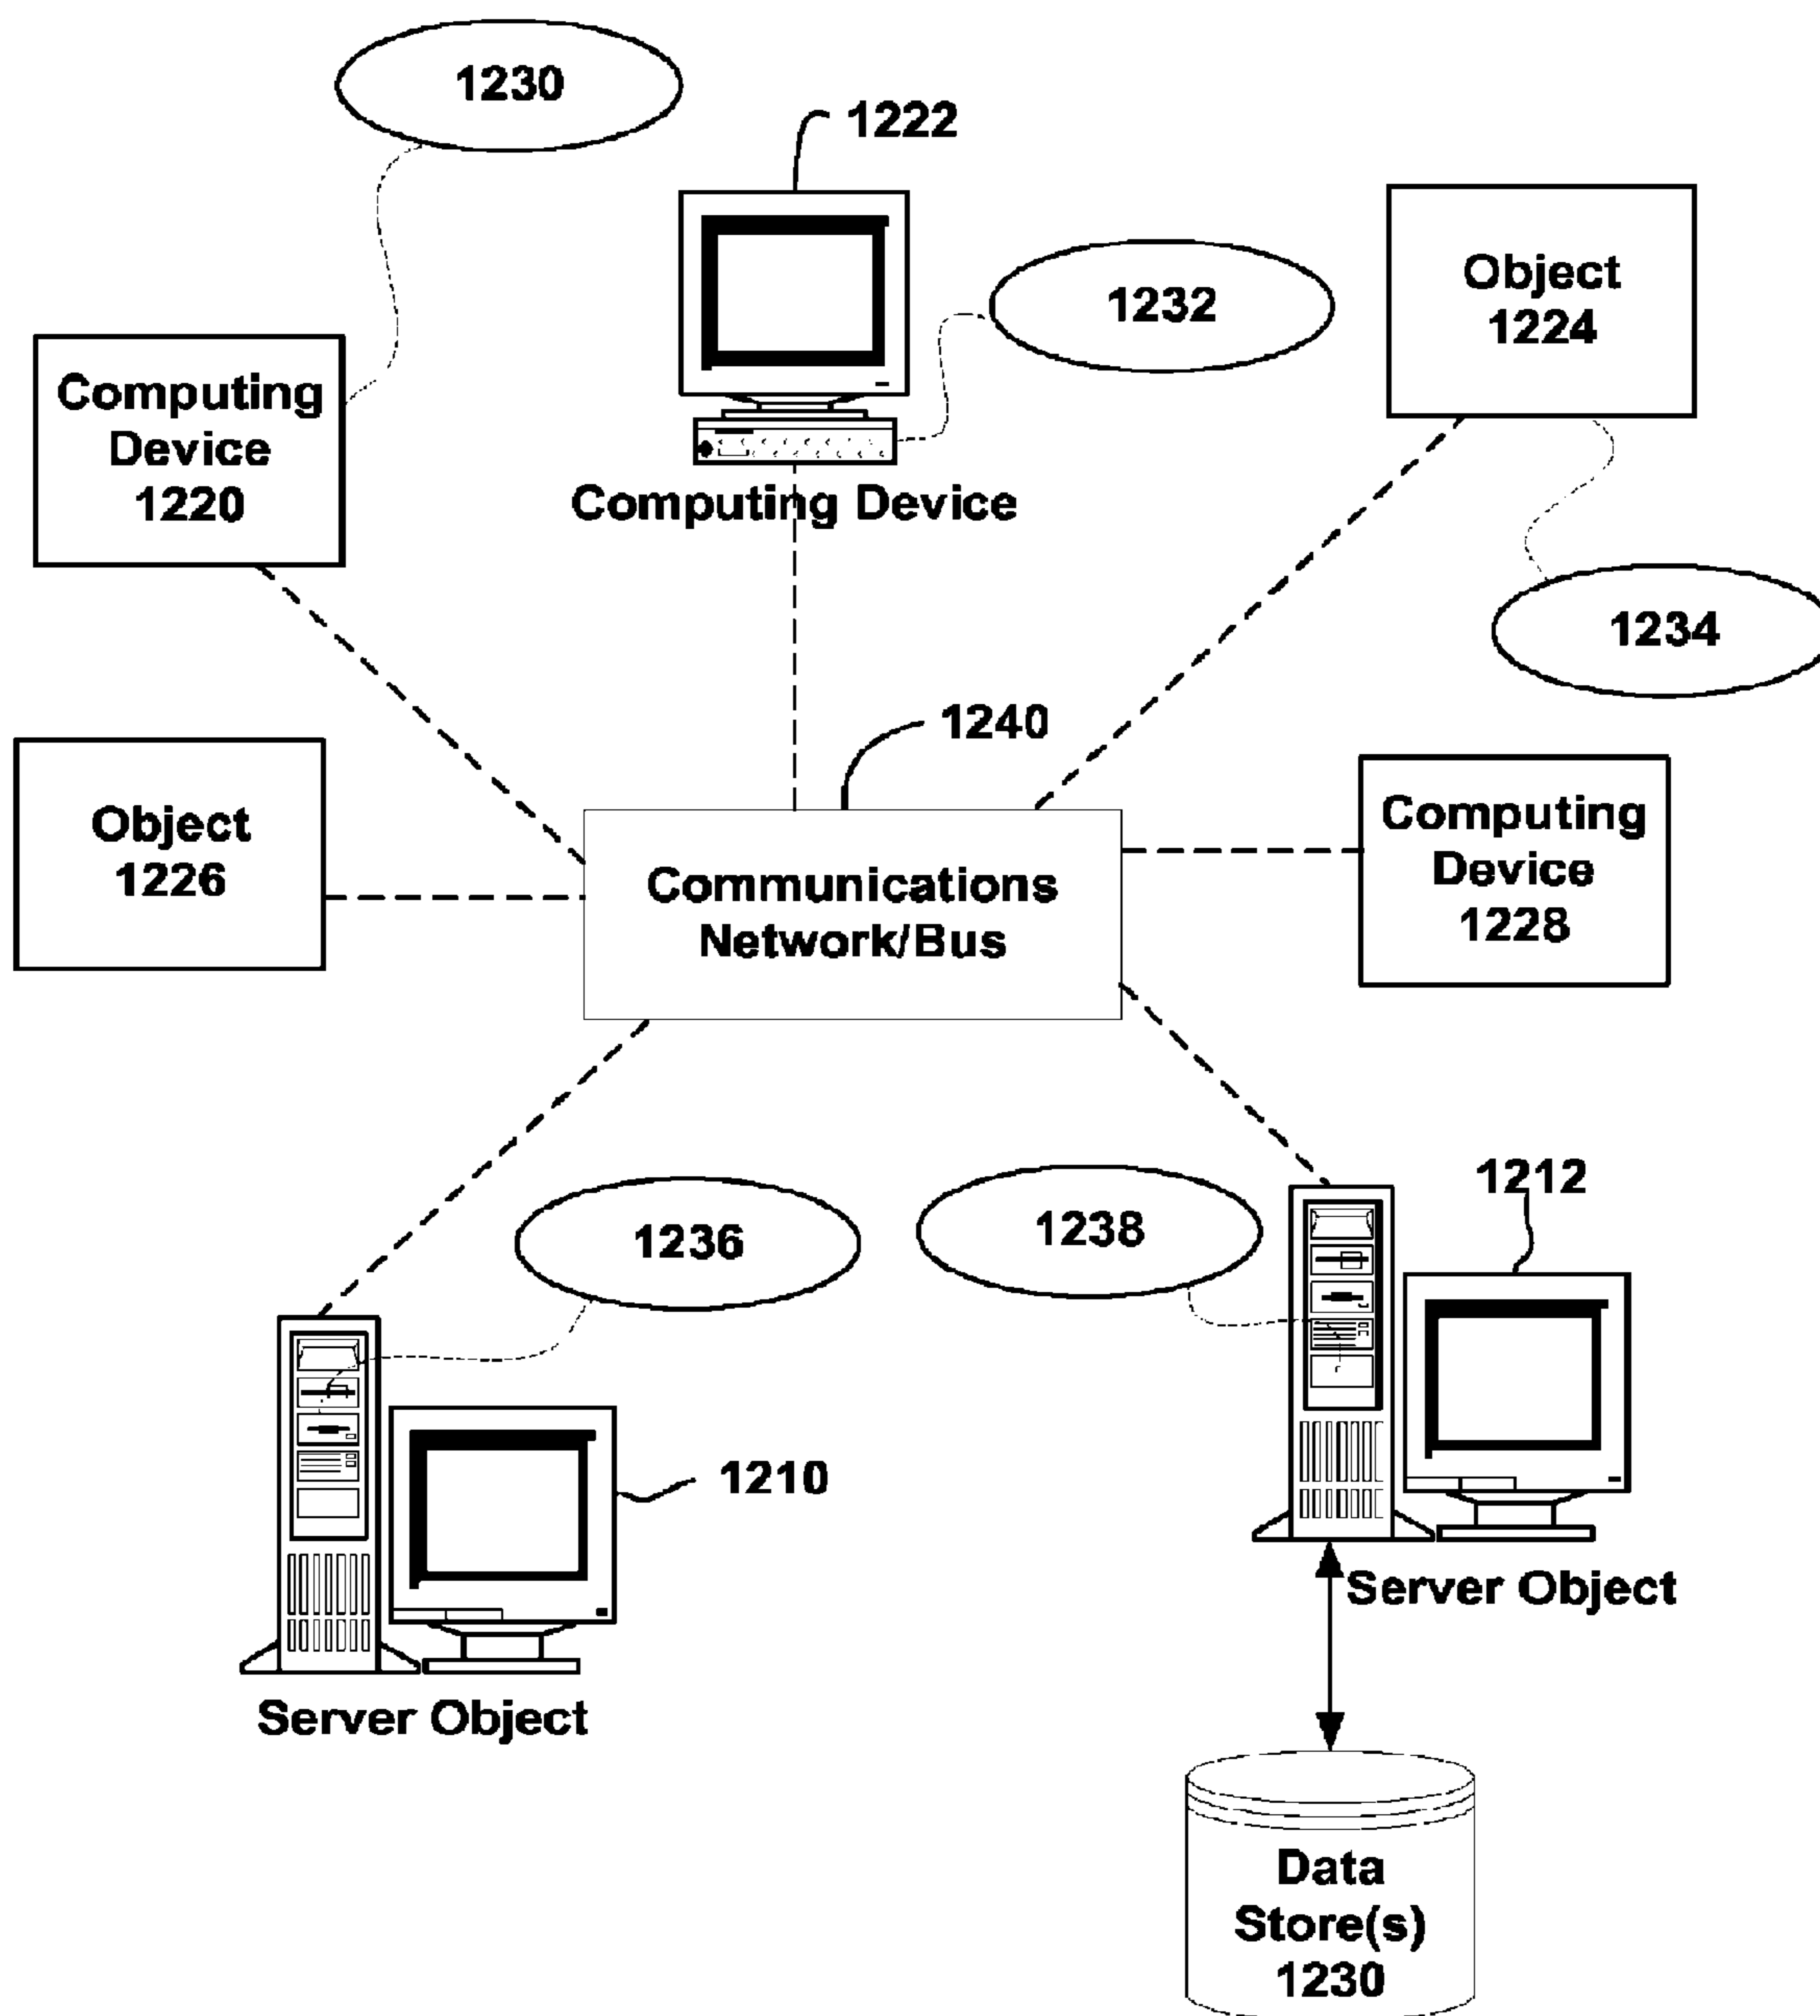 1230
1222
1232
Object
1224
Computing
Device
1220
Computing Device
1234
1240
Object
1226
Communications
Network/Bus
Computing
Device
1228
1236
1238
1212
1210
Server Object
Server Object
Data
Store(s)
1230